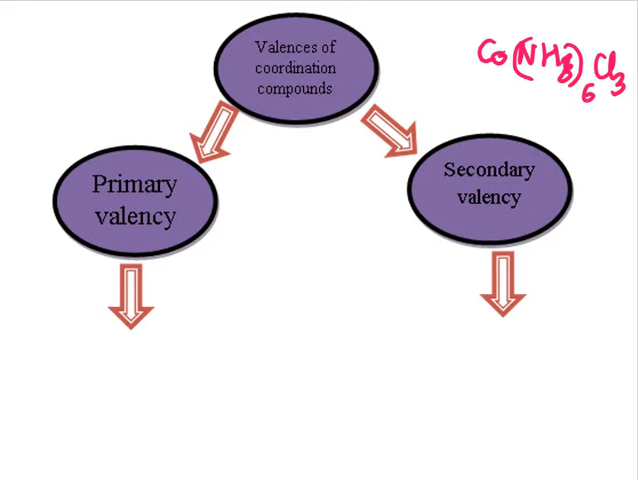 Valences of
coordination
compounds
Co(NH3)6Cl3
Primary
valency
Secondary
valency